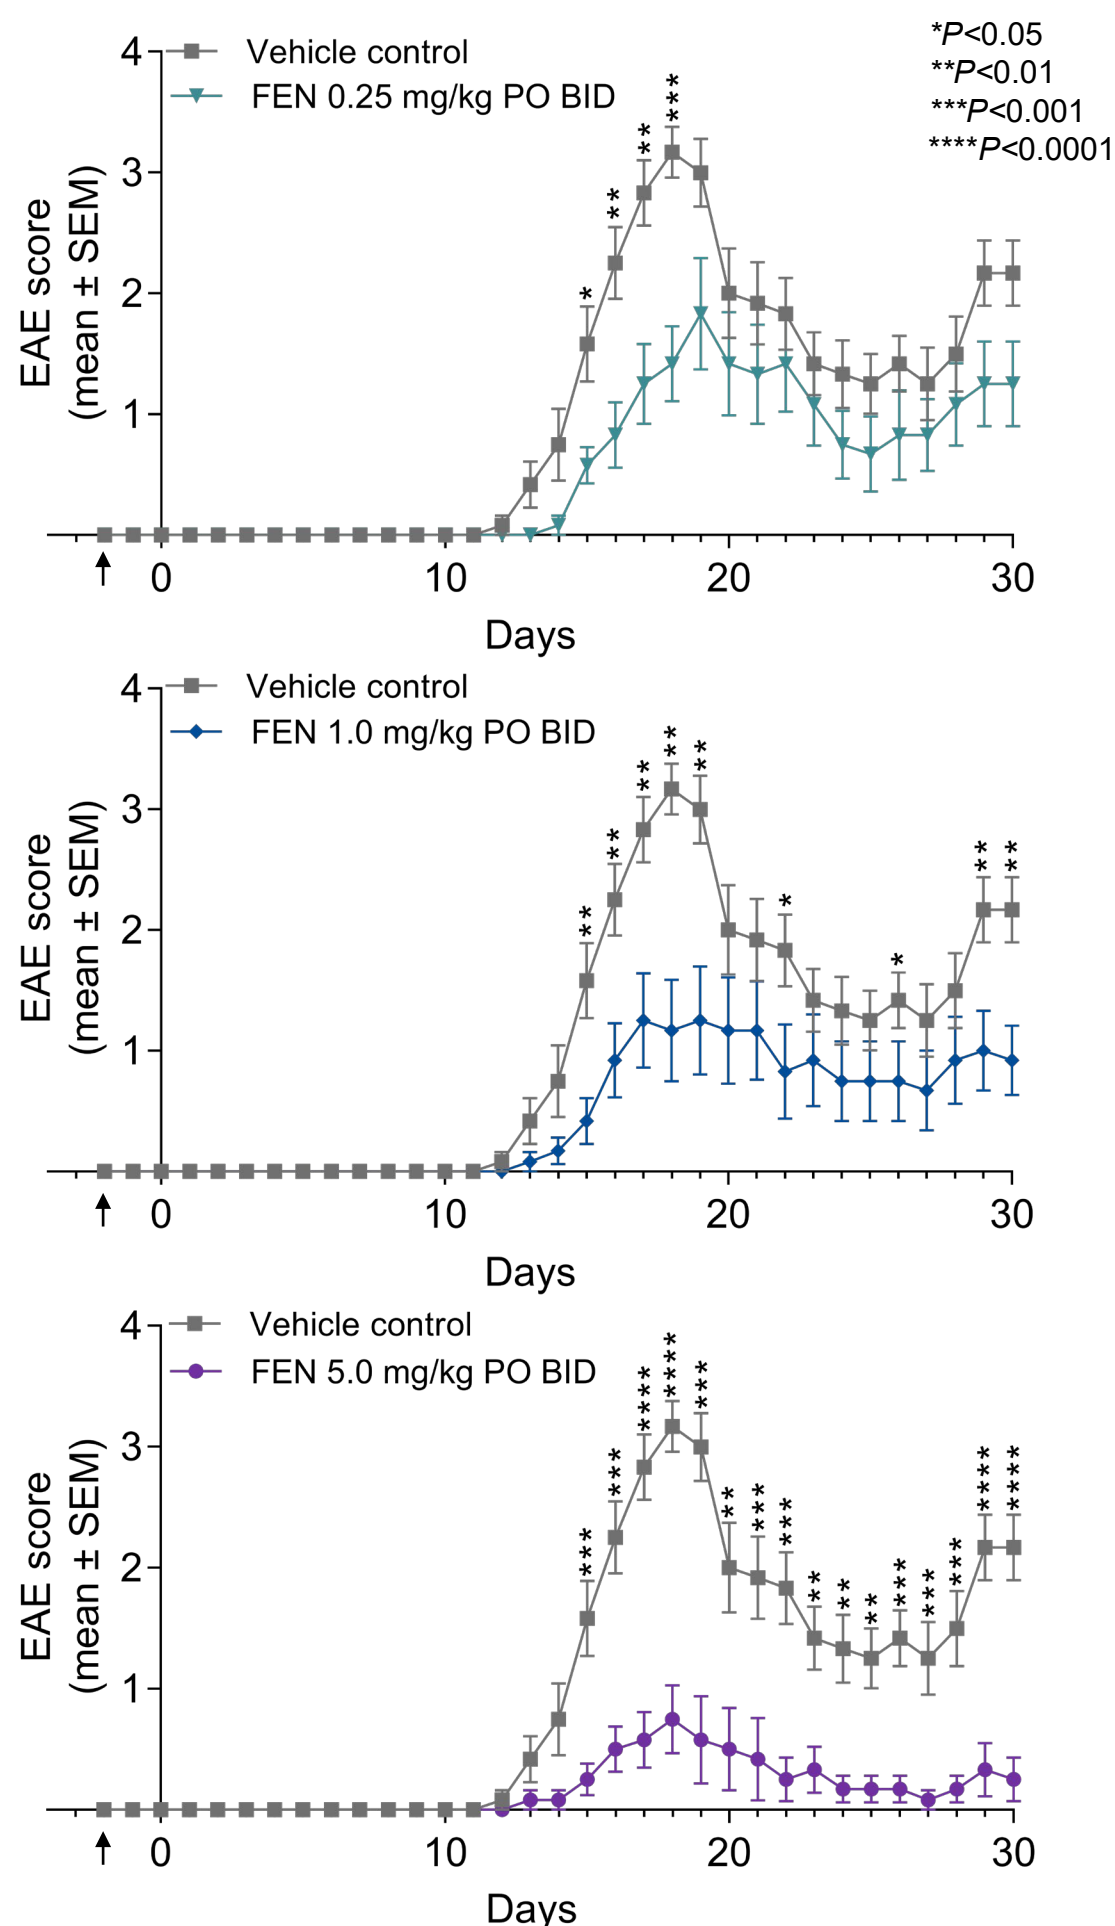 *P<0.05
**P<0.01
***P<0.001
****P<0.0001
Vehicle control
FEN 0.25 mg/kg PO BID
EAE score
(mean ± SEM)
4
3
2
1
*
**
**
***
0 10 20 30
Days
Vehicle control
FEN 1.0 mg/kg PO BID
EAE score
(mean ± SEM)
4
3
2
1
**
**
**
**
**
*
*
**
**
0 10 20 30
Days
Vehicle control
FEN 5.0 mg/kg PO BID
EAE score
(mean ± SEM)
4
3
2
1
***
***
****
****
***
**
***
***
**
**
**
***
***
***
****
****
0 10 20 30
Days